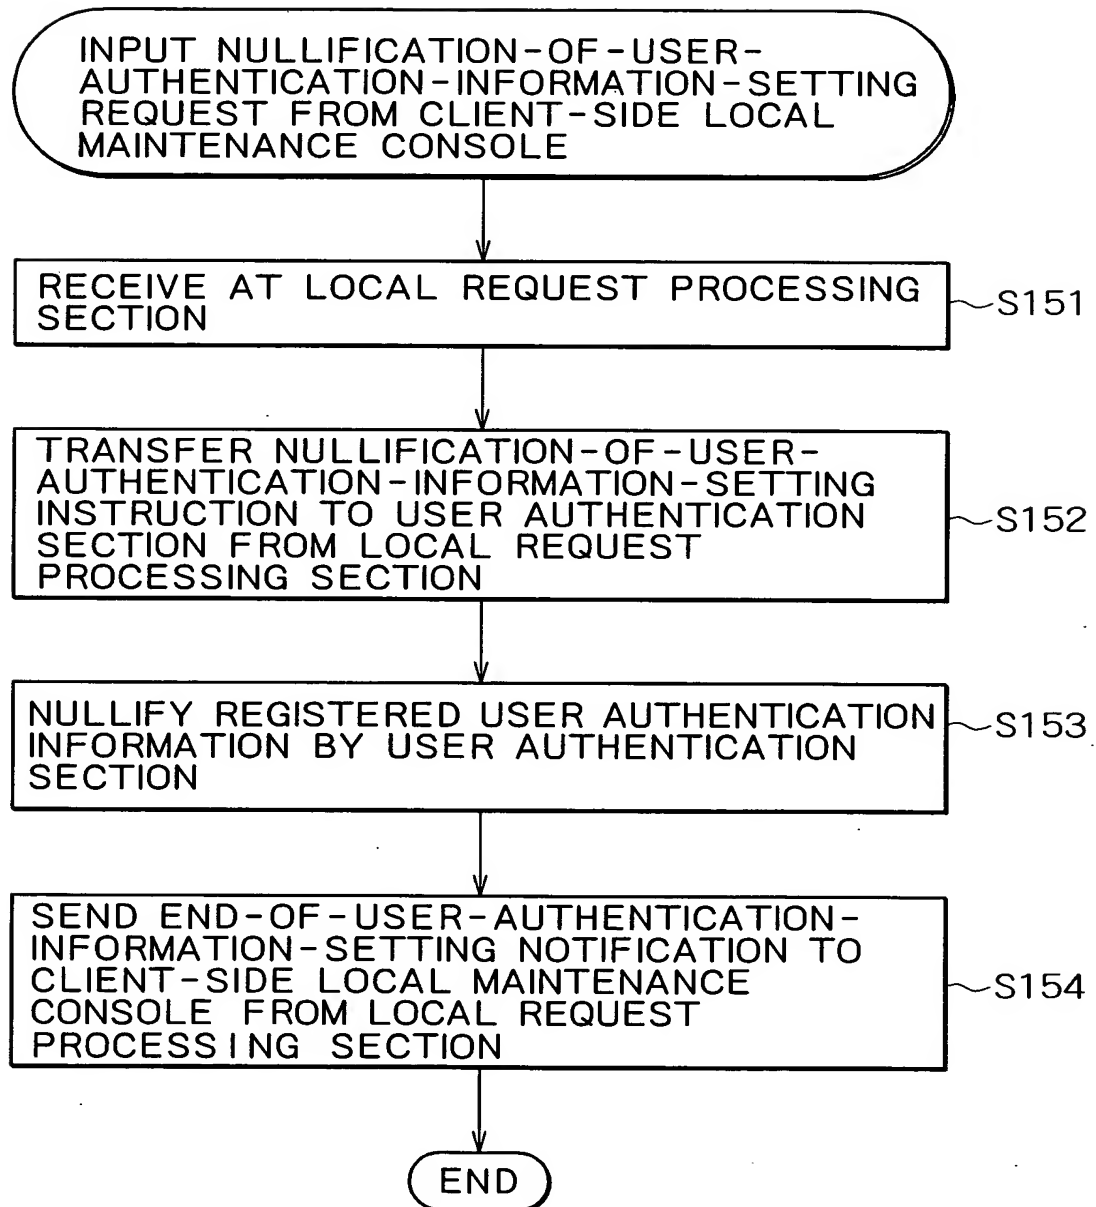 INPUT NULLIFICATION-OF-USER-
AUTHENTICATION-INFORMATION-SETTING
REQUEST FROM CLIENT-SIDE LOCAL
MAINTENANCE CONSOLE
RECEIVE AT LOCAL REQUEST PROCESSING
SECTION
S151
TRANSFER NULLIFICATION-OF-USER-
AUTHENTICATION-INFORMATION-SETTING
INSTRUCTION TO USER AUTHENTICATION
SECTION FROM LOCAL REQUEST
PROCESSING SECTION
S152
NULLIFY REGISTERED USER AUTHENTICATION
INFORMATION BY USER AUTHENTICATION
SECTION
S153
SEND END-OF-USER-AUTHENTICATION-
INFORMATION-SETTING NOTIFICATION TO
CLIENT-SIDE LOCAL MAINTENANCE
CONSOLE FROM LOCAL REQUEST
PROCESSING SECTION
S154
END